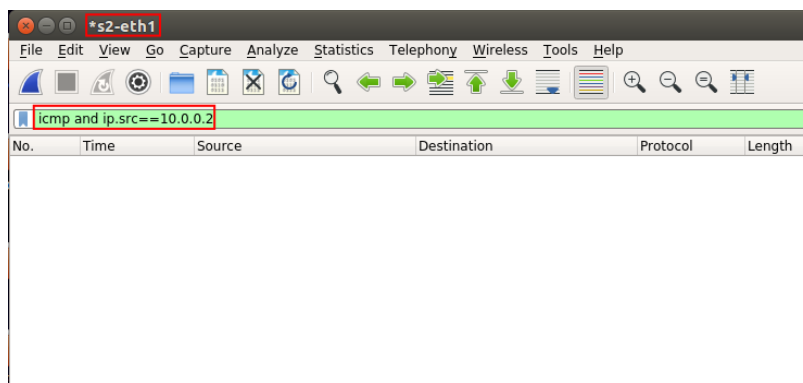 *s2-eth1
File Edit View Go Capture Analyze Statistics Telephony Wireless Tools Help
icmp and ip.src==10.0.0.2
No. Time Source Destination Protocol Length